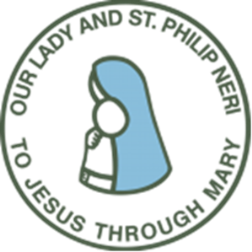 OUR LADY AND ST. PHILIP NERI
TO JESUS THROUGH MARY